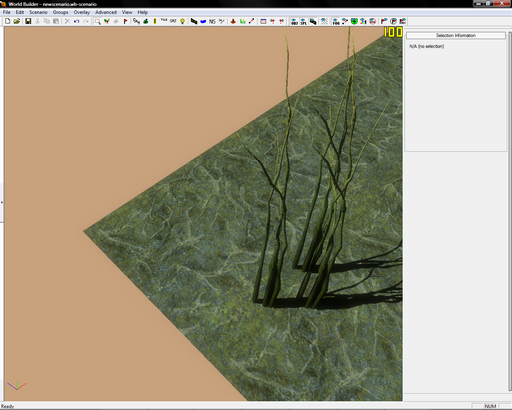 World Builder - newscenario.wb-scenario
File Edit Scenario Groups Overlay Advanced View Help
100
Selection Information
N/A (no selection)
Ready
NUM